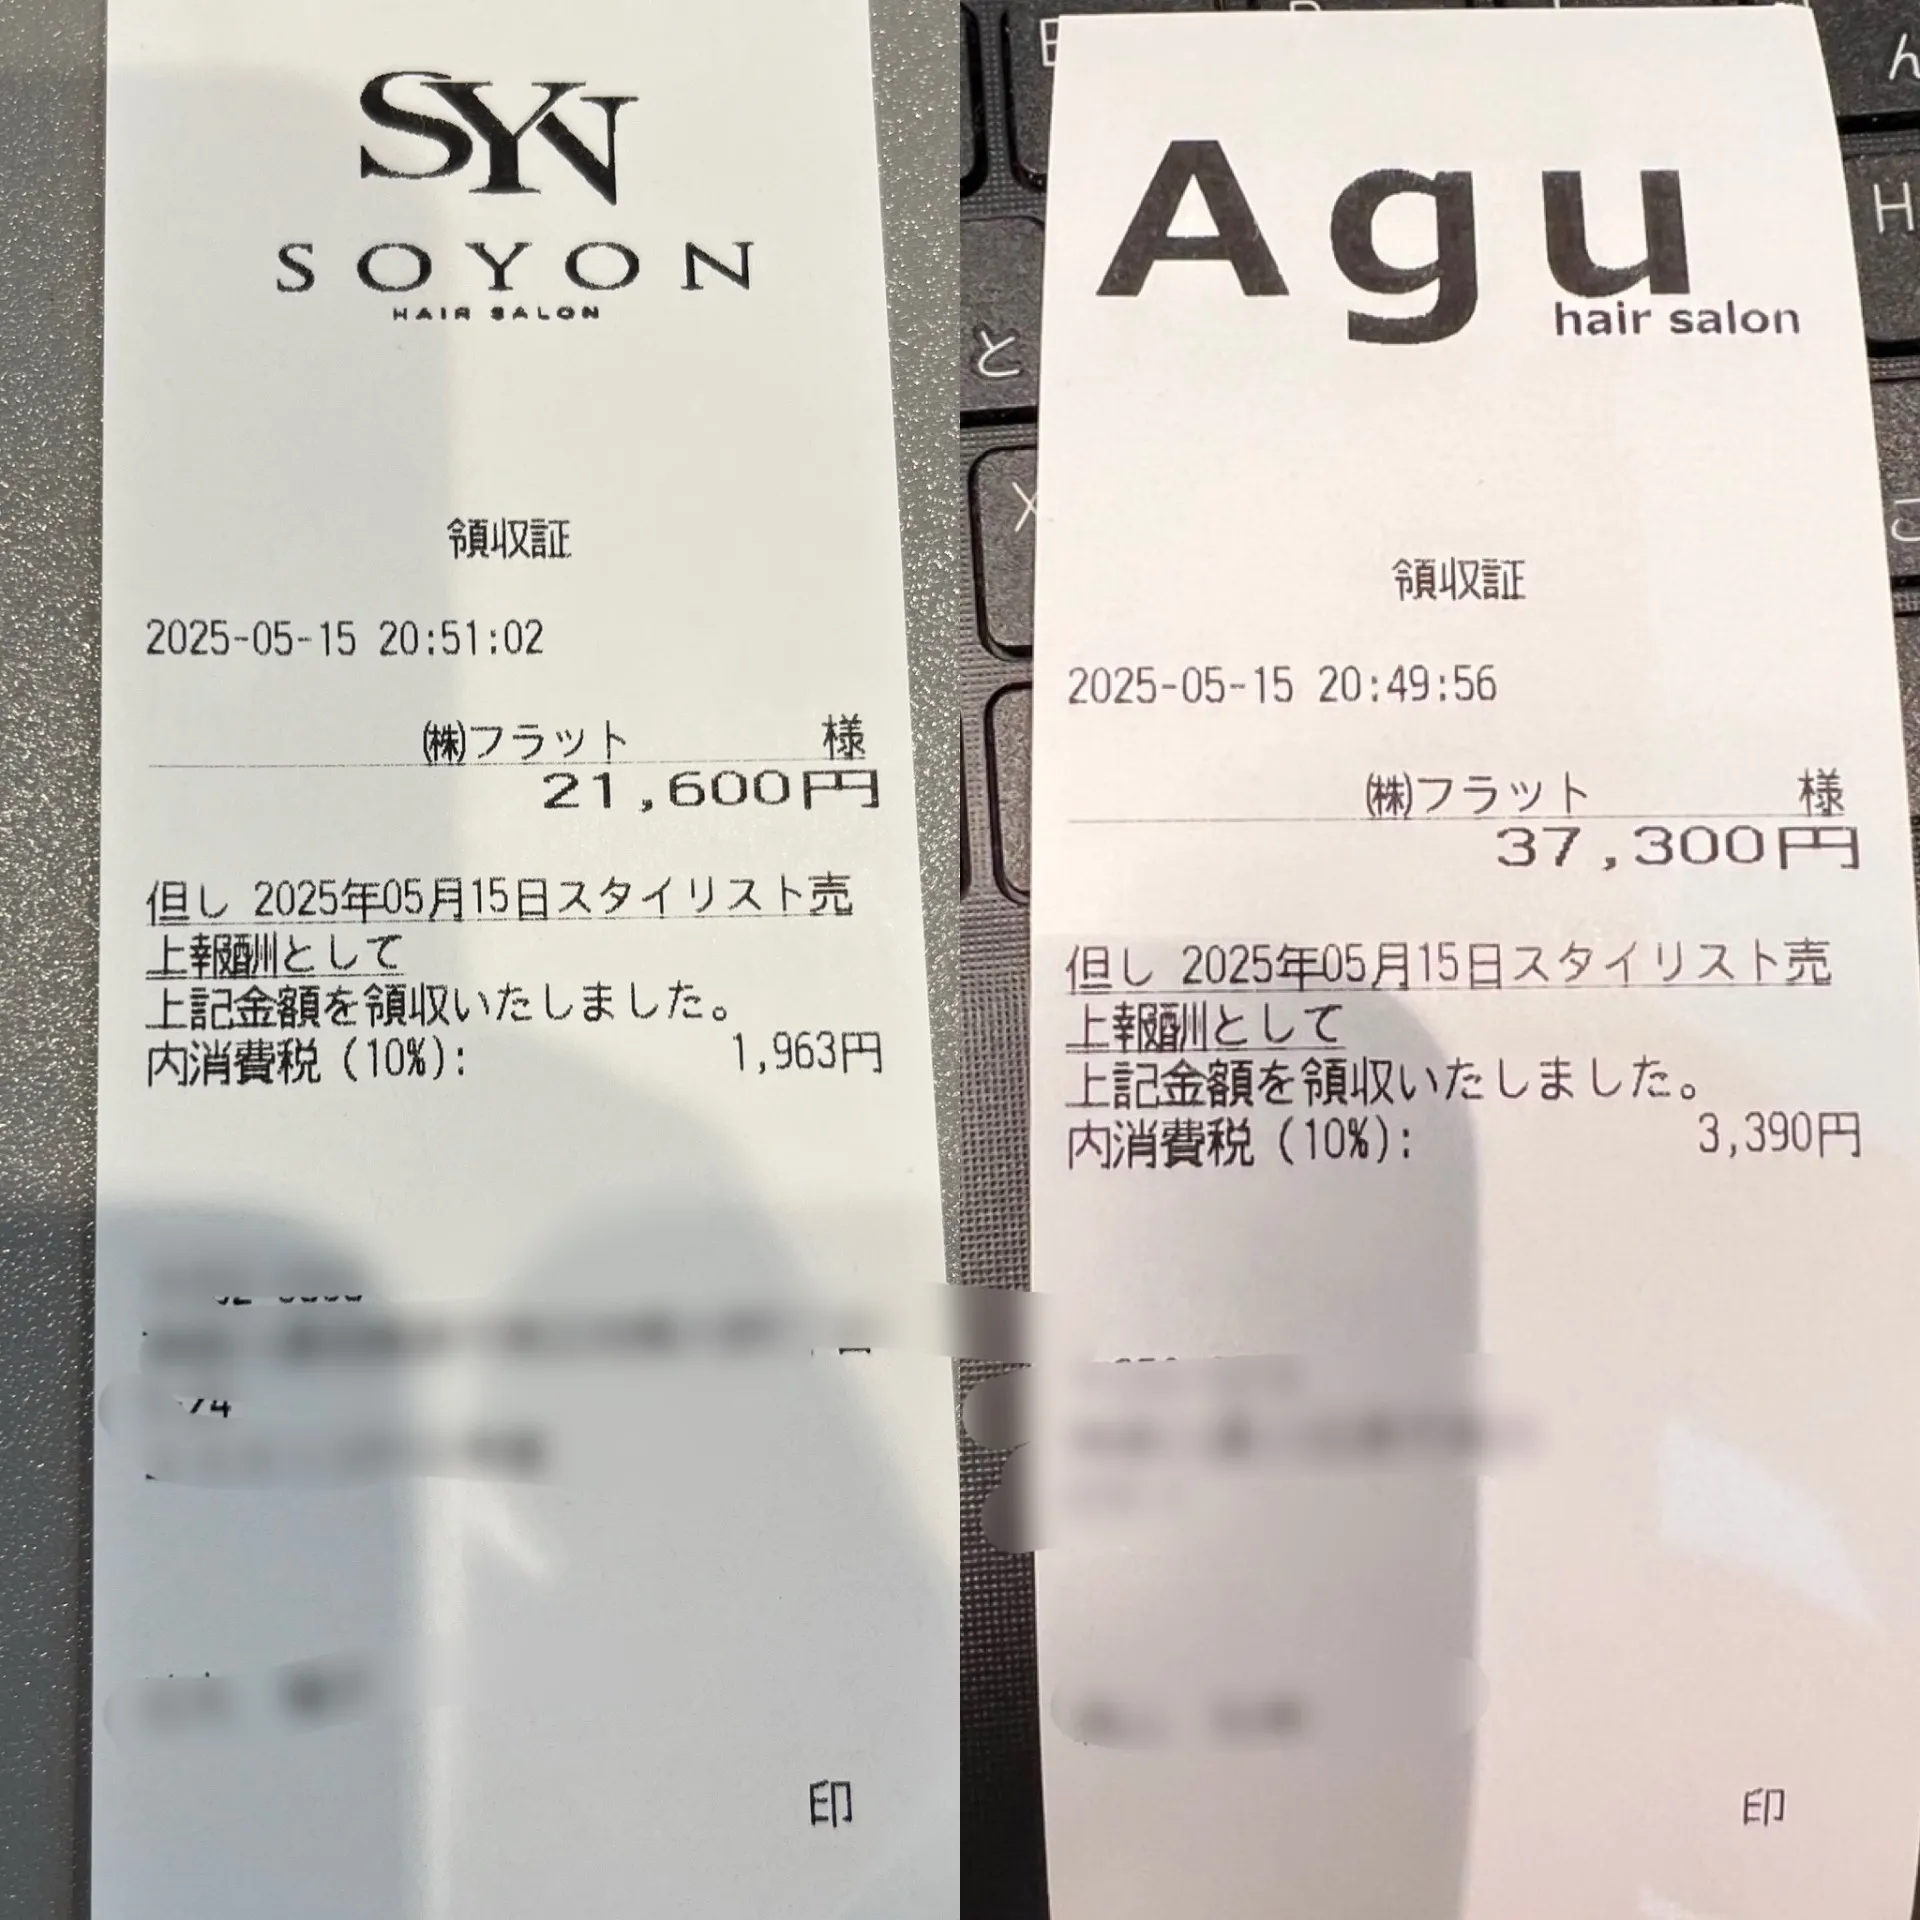 SYN
SOYON
HAIR SALON
領収証
2025-05-15 20:51:02
㈱フラット 様
21,600円
但し 2025年05月15日スタイリスト売
上報酬として
上記金額を領収いたしました。
内消費税(10%): 1,963円
74
印
Agu
hair salon
領収証
2025-05-15 20:49:56
㈱フラット 様
37,300円
但し 2025年05月15日スタイリスト売
上報酬として
上記金額を領収いたしました。
内消費税(10%): 3,390円
印
と
X
ん
H
こ